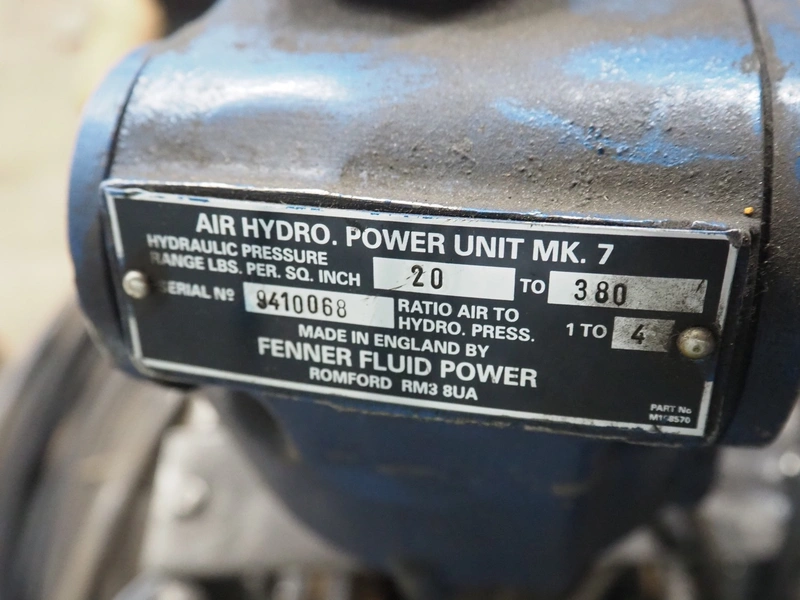 AIR HYDRO. POWER UNIT MK. 7
HYDRAULIC PRESSURE
RANGE LBS. PER. SQ. INCH 20 TO 380
SERIAL Nº 9410068 RATIO AIR TO
HYDRO. PRESS. 1 TO 4
MADE IN ENGLAND BY
FENNER FLUID POWER
ROMFORD RM3 8UA
PART No